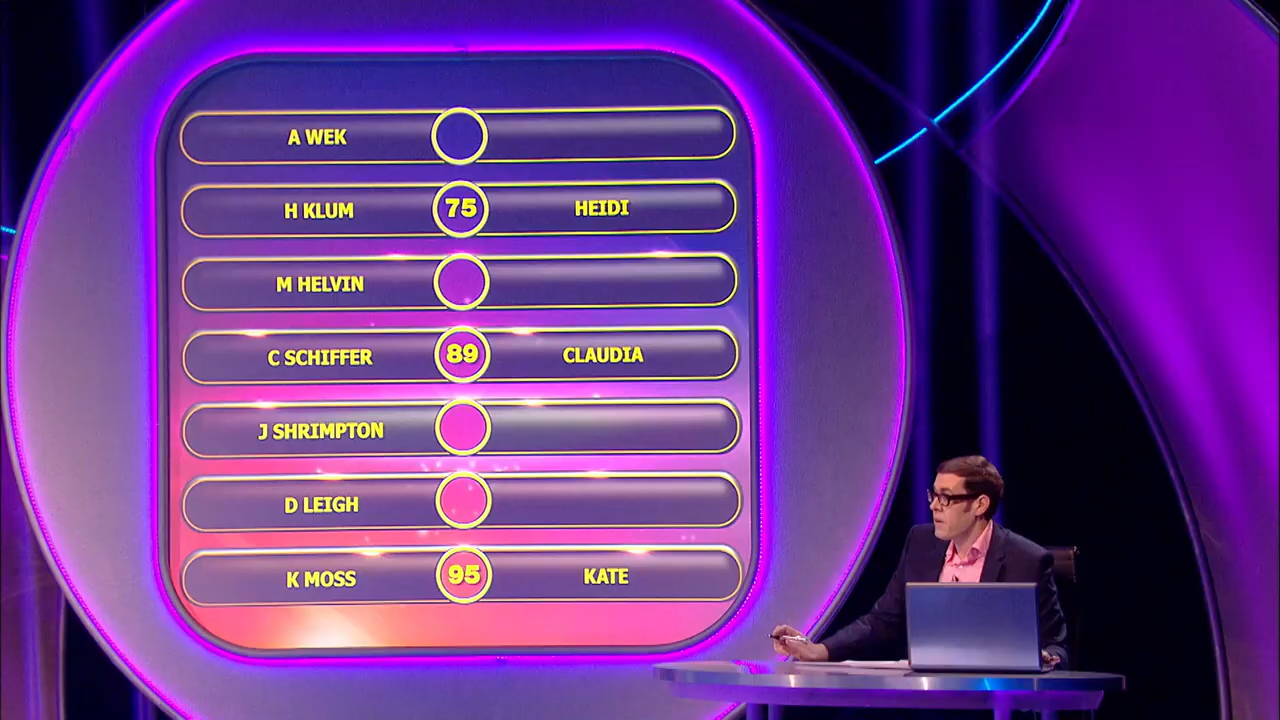 A WEK
H KLUM 75 HEIDI
M HELVIN
C SCHIFFER 89 CLAUDIA
J SHRIMPTON
D LEIGH
K MOSS 95 KATE